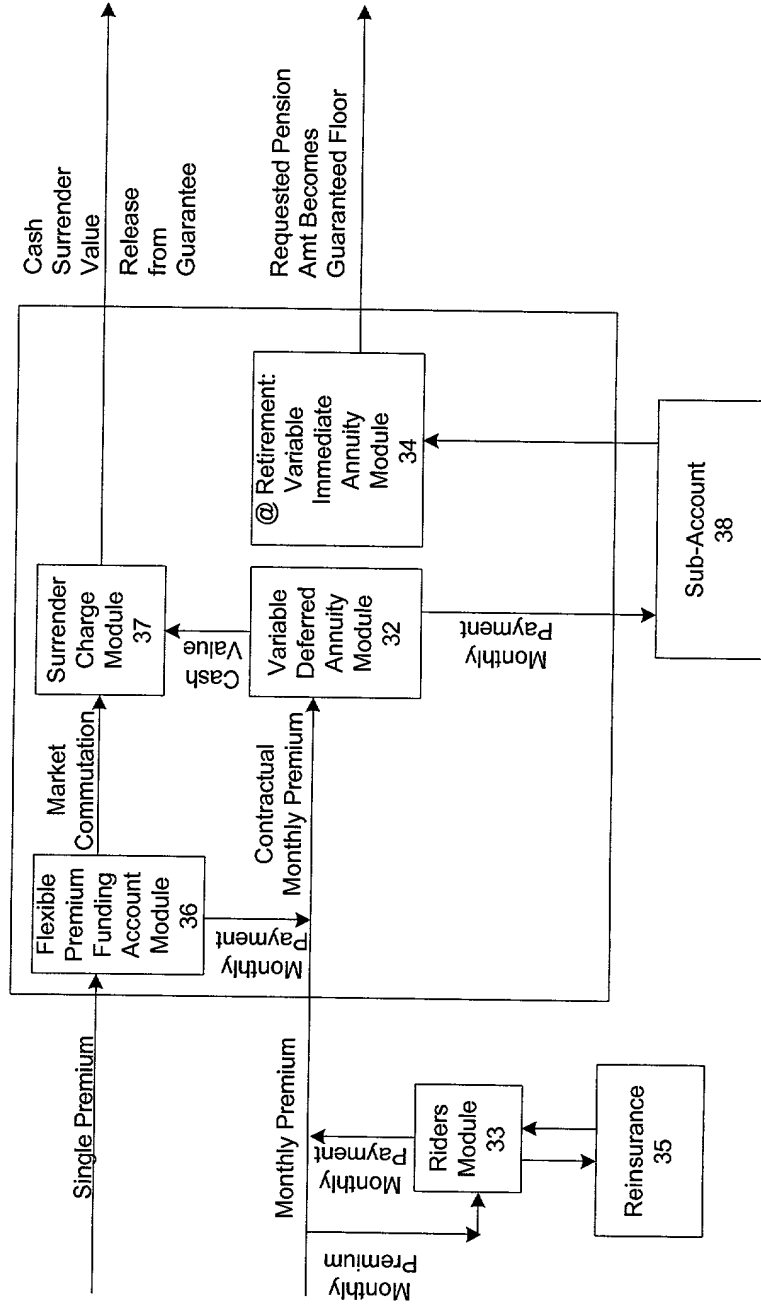 Single Premium
Flexible
Premium
Funding
Account
Module
36
Market
Commutation
Surrender
Charge
Module
37
Cash
Surrender
Value
Release
from
Guarantee
Monthly
Payment
Cash
Value
Monthly Premium
Contractual
Monthly Premium
Variable
Deferred
Annuity
Module
32
@ Retirement:
Variable
Immediate
Annuity
Module
34
Requested Pension
Amt Becomes
Guaranteed Floor
Monthly
Premium
Monthly
Payment
Riders
Module
33
Monthly
Payment
Reinsurance
35
Sub-Account
38